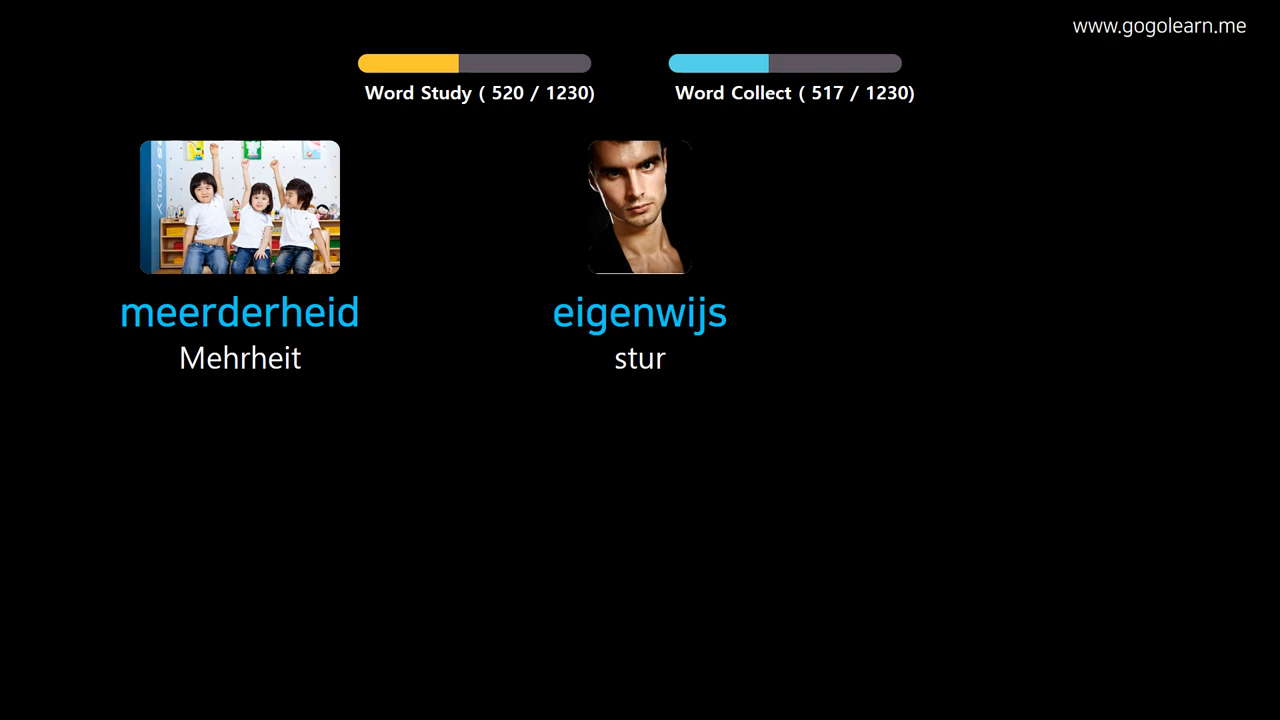 www.gogolearn.me
Word Study ( 520 / 1230)
Word Collect ( 517 / 1230)
meerderheid
Mehrheit
eigenwijs
stur